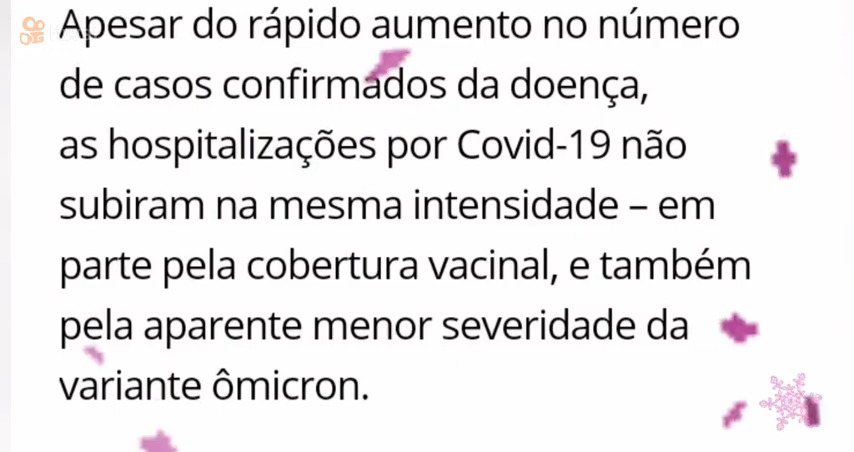 Apesar do rápido aumento no número
de casos confirmados da doença,
as hospitalizações por Covid-19 não
subiram na mesma intensidade – em
parte pela cobertura vacinal, e também
pela aparente menor severidade da
variante ômicron.